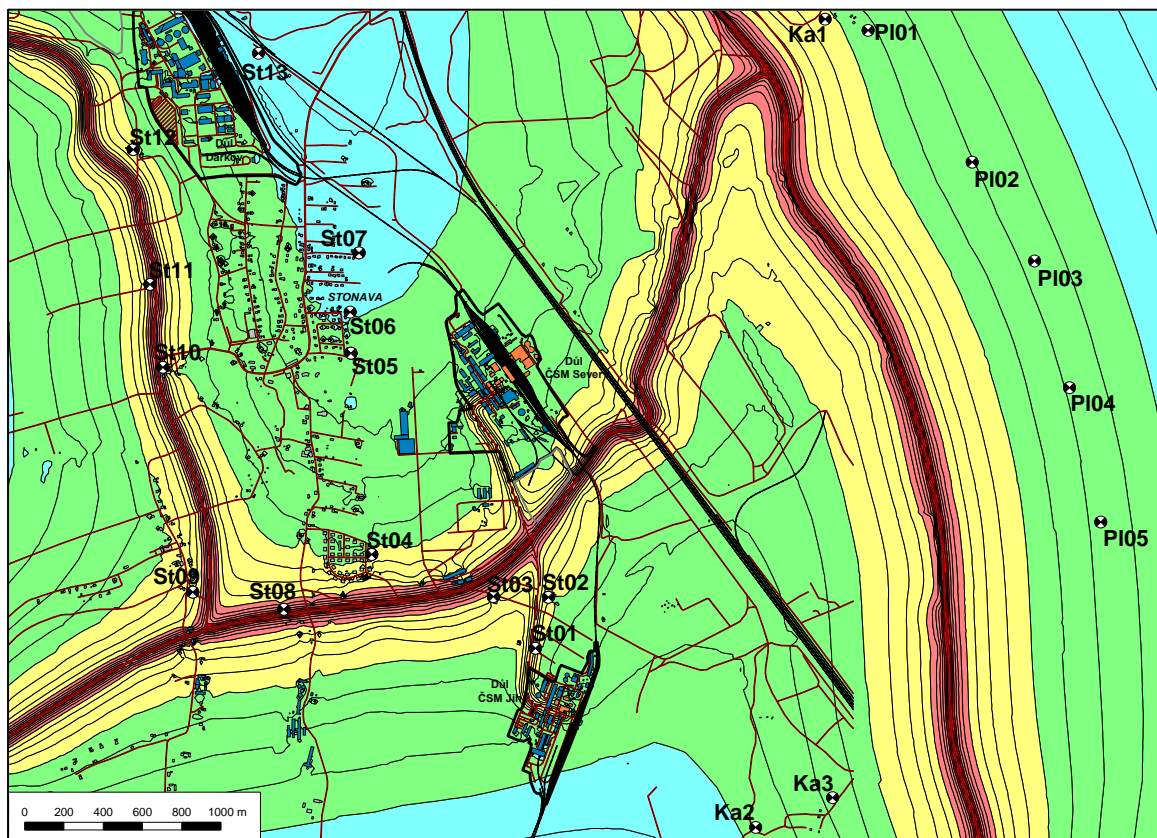 Ka1
Pl01
St13
St12
Důl
Darkov
Pl02
St07
Pl03
St11
STONAVA
St06
St05
St10
Důl
ČSM Sever
Pl04
Pl05
St04
St09
St08
St03
St02
St01
Důl
ČSM Jih
Ka3
Ka2
0 200 400 600 800 1000 m